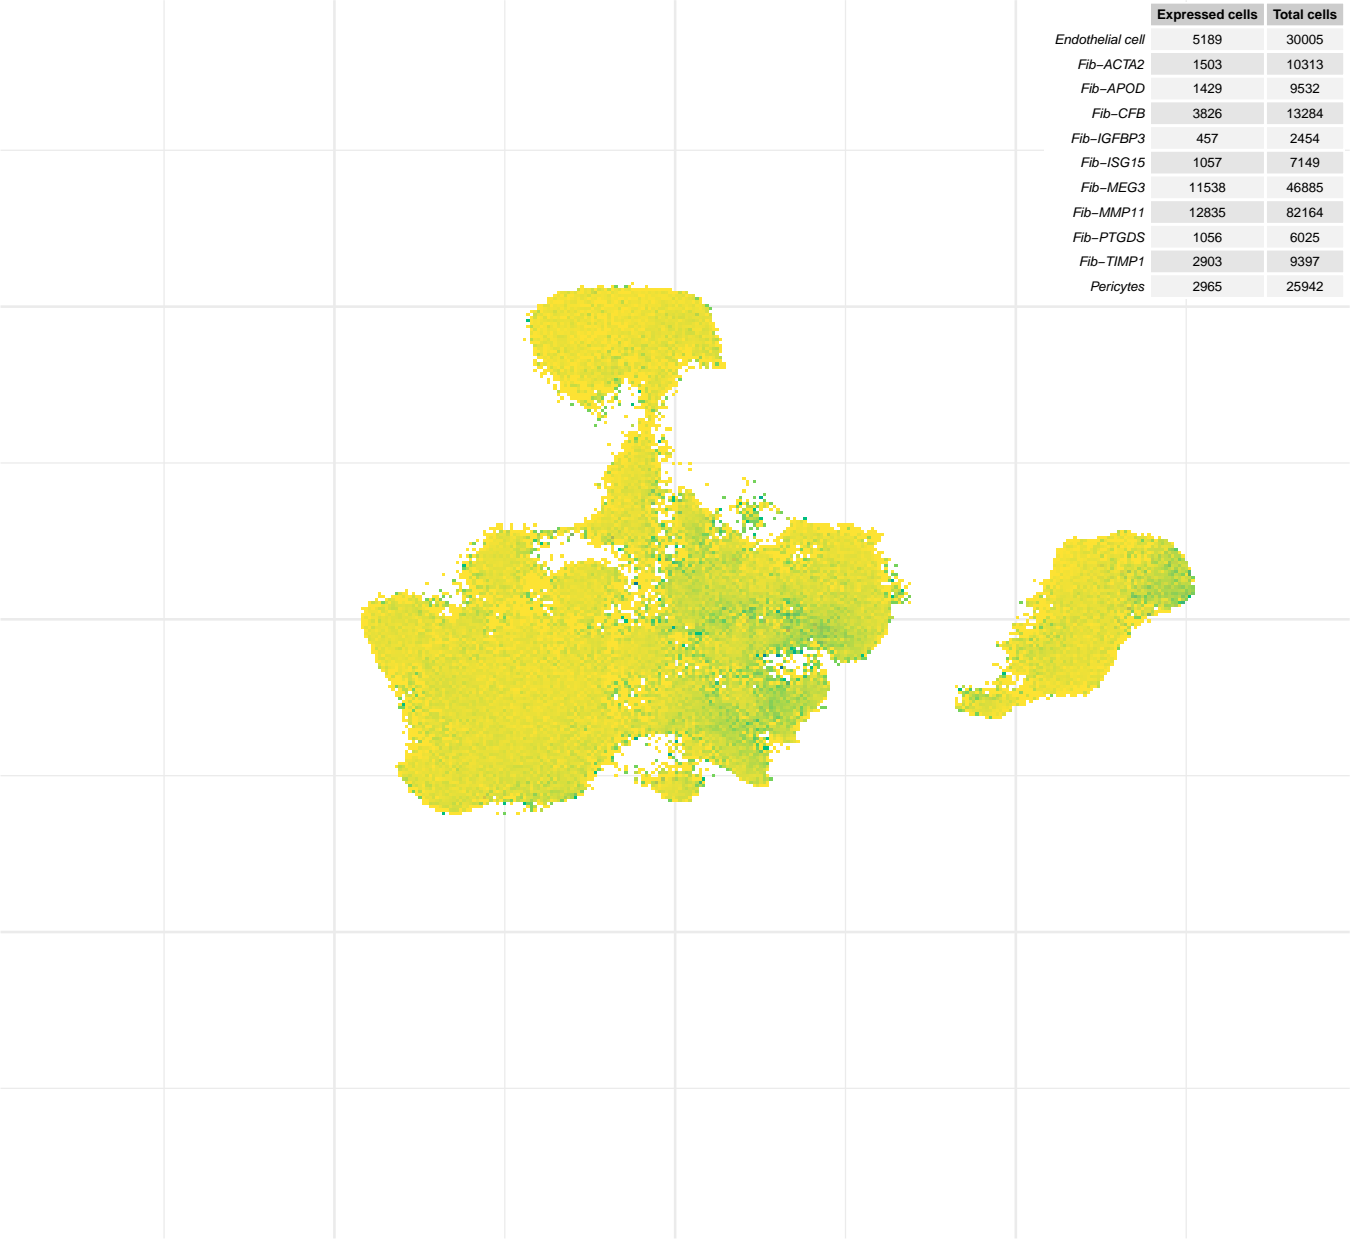 Expressed cells Total cells
Endothelial cell 5189 30005
Fib−ACTA2 1503 10313
Fib−APOD 1429 9532
Fib−CFB 3826 13284
Fib−IGFBP3 457 2454
Fib−ISG15 1057 7149
Fib−MEG3 11538 46885
Fib−MMP11 12835 82164
Fib−PTGDS 1056 6025
Fib−TIMP1 2903 9397
Pericytes 2965 25942